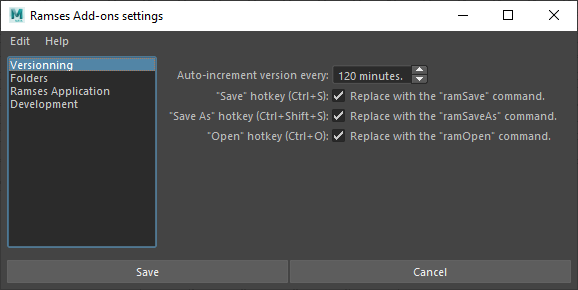 Ramses Add-ons settings
Edit Help
Versionning
Folders
Ramses Application
Development
Auto-increment version every: 120 minutes.
"Save" hotkey (Ctrl+S): Replace with the "ramSave" command.
"Save As" hotkey (Ctrl+Shift+S): Replace with the "ramSaveAs" command.
"Open" hotkey (Ctrl+O): Replace with the "ramOpen" command.
Save Cancel